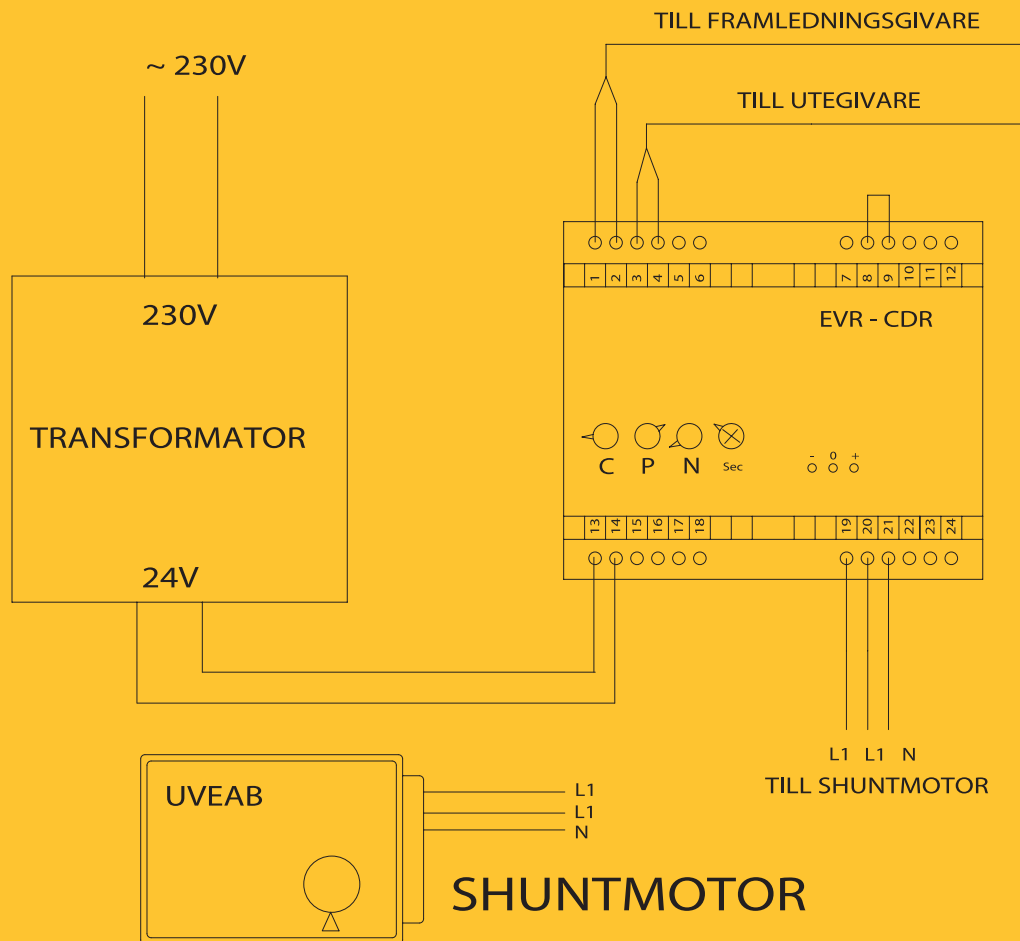 TILL FRAMLEDNINGSGIVARE
~ 230V
TILL UTEGIVARE
1 2 3 4 5 6 7 8 9 10 11 12
230V
EVR - CDR
TRANSFORMATOR
C P N Sec - 0 +
13 14 15 16 17 18 19 20 21 22 23 24
24V
L1 L1 N
TILL SHUNTMOTOR
UVEAB
L1
L1
N
SHUNTMOTOR